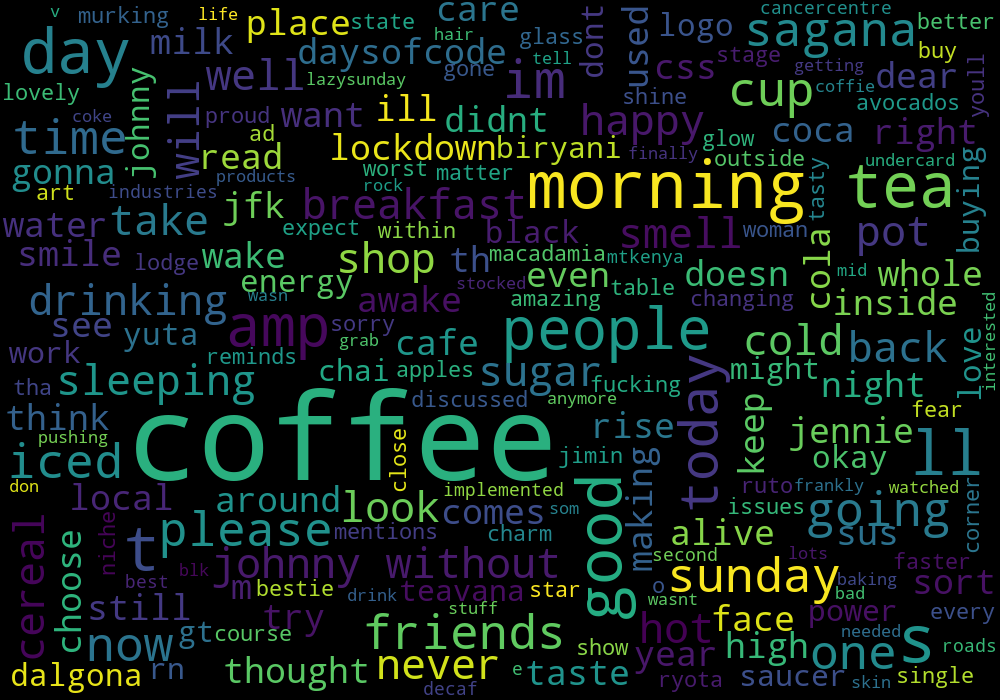 v murking life place state care cancercentre better
day milk daysofcode hair glass dont used logo sagana buy
lovely coke johnny will well lazysunday gone tell im css stage getting coffie dear avocados youll
time proud want ill didnt shine happy cup coca right
gonna art industries products read ad lockdown worst rock matter biryani finally glow outside tasty undercard buying
water take jfk breakfast expect within black morning smell woman tea pot
smile lodge wake energy wasn shop th macadamia mtkenya stocked even table doesn cola mid whole
drinking see yuta amp awake sorry grab amazing people changing inside
work reminds chai cafe apples sugar cold back love interested
tha sleeping discussed anymore fucking might night
think pushing coffee close rise today keep jennie fear
iced don jimin okay ll
local around look implemented comes som good making issues ruto frankly watched corner
cereal niche t please mentions charm alive going sus
choose best blk johnny without second lots sunday baking faster sort
m bestie drink teavana star o wasnt bad
still try stuff face power every
now gt course friends show hot needed roads
dalgona rn thought never decaf e taste year ryota high saucer one skin s single